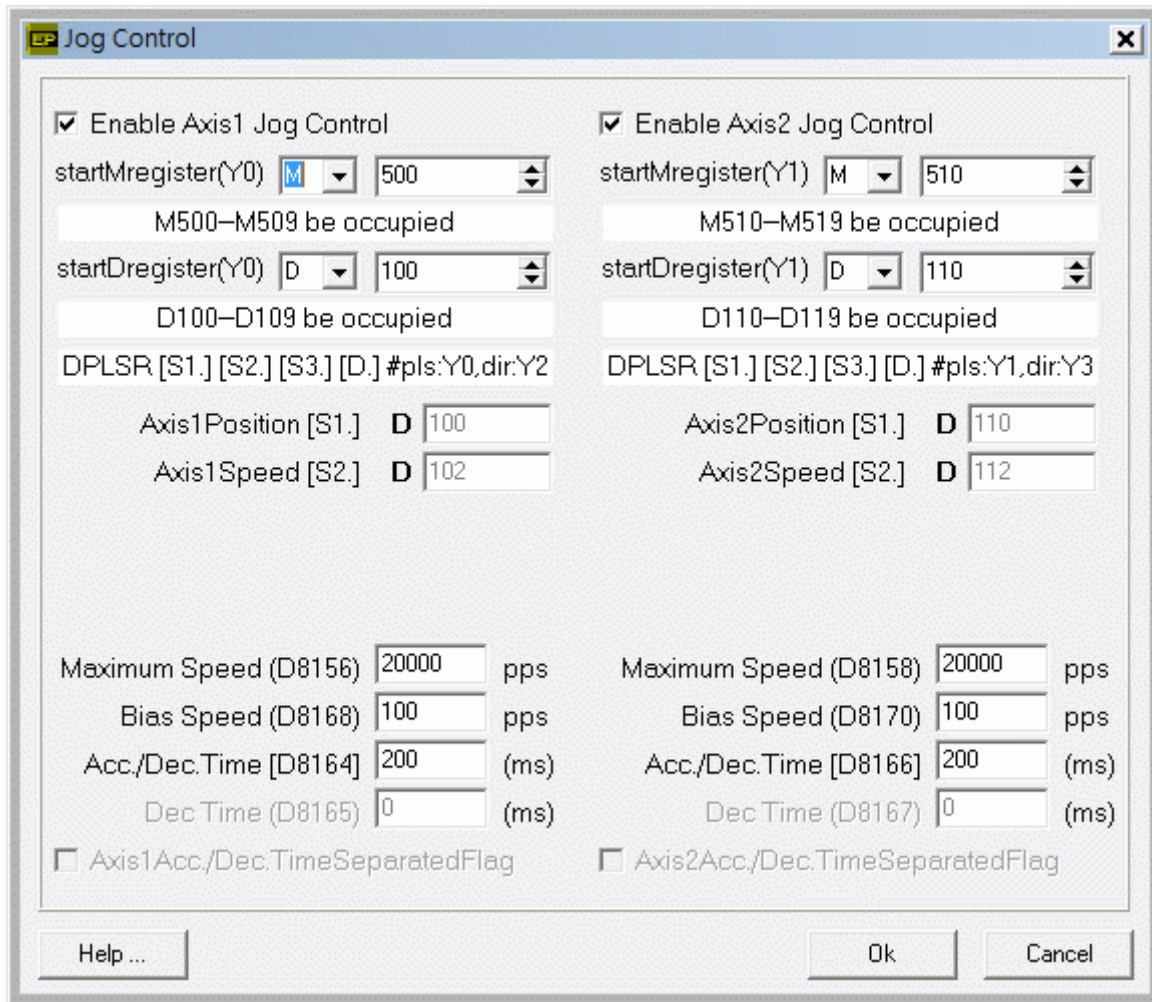 EP Jog Control
Enable Axis1 Jog Control
startMregister(Y0) M 500
M500—M509 be occupied
startDregister(Y0) D 100
D100—D109 be occupied
DPLSR [S1.] [S2.] [S3.] [D.] #pls:Y0,dir:Y2
Axis1Position [S1.] D 100
Axis1Speed [S2.] D 102
Maximum Speed (D8156) 20000 pps
Bias Speed (D8168) 100 pps
Acc./Dec.Time [D8164] 200 (ms)
Dec Time (D8165) 0 (ms)
Axis1Acc./Dec.TimeSeparatedFlag
Enable Axis2 Jog Control
startMregister(Y1) M 510
M510—M519 be occupied
startDregister(Y1) D 110
D110—D119 be occupied
DPLSR [S1.] [S2.] [S3.] [D.] #pls:Y1,dir:Y3
Axis2Position [S1.] D 110
Axis2Speed [S2.] D 112
Maximum Speed (D8158) 20000 pps
Bias Speed (D8170) 100 pps
Acc./Dec.Time [D8166] 200 (ms)
Dec Time (D8167) 0 (ms)
Axis2Acc./Dec.TimeSeparatedFlag
Help ... Ok Cancel